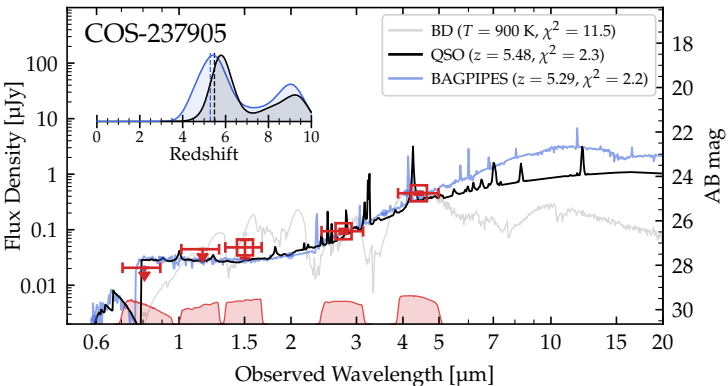 COS-237905
BD (T = 900 K, χ² = 11.5)
QSO (z = 5.48, χ² = 2.3)
BAGPIPES (z = 5.29, χ² = 2.2)
Flux Density [μJy]
100
10
1
0.1
0.01
0 2 4 6 8 10
Redshift
18
20
22
24
26
28
30
AB mag
0.6 1 1.5 2 3 4 5 7 10 15 20
Observed Wavelength [μm]